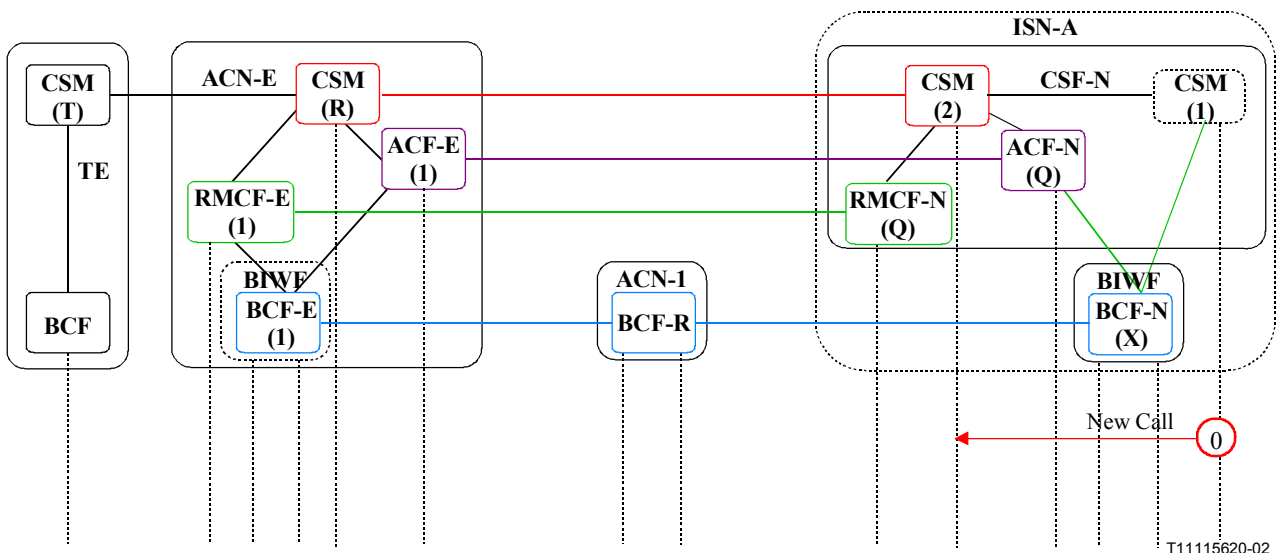 ISN-A
CSM
(T)
TE
BCF
ACN-E
CSM
(R)
ACF-E
(1)
RMCF-E
(1)
BIWF
BCF-E
(1)
ACN-1
BCF-R
CSM
(2)
CSF-N
CSM
(1)
ACF-N
(Q)
RMCF-N
(Q)
BIWF
BCF-N
(X)
New Call
0
T11115620-02